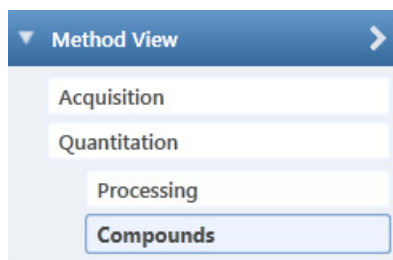 Method View
Acquisition
Quantitation
Processing
Compounds